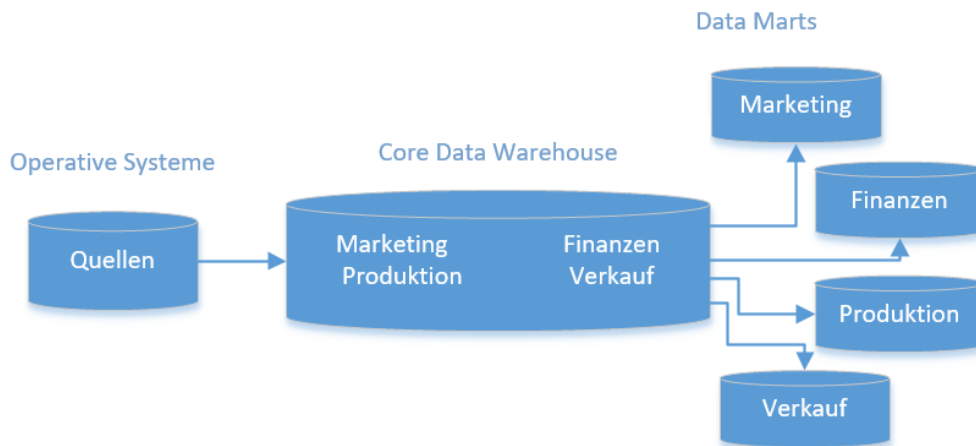 Data Marts
Marketing
Operative Systeme
Core Data Warehouse
Finanzen
Quellen
Marketing Finanzen
Produktion Verkauf
Produktion
Verkauf